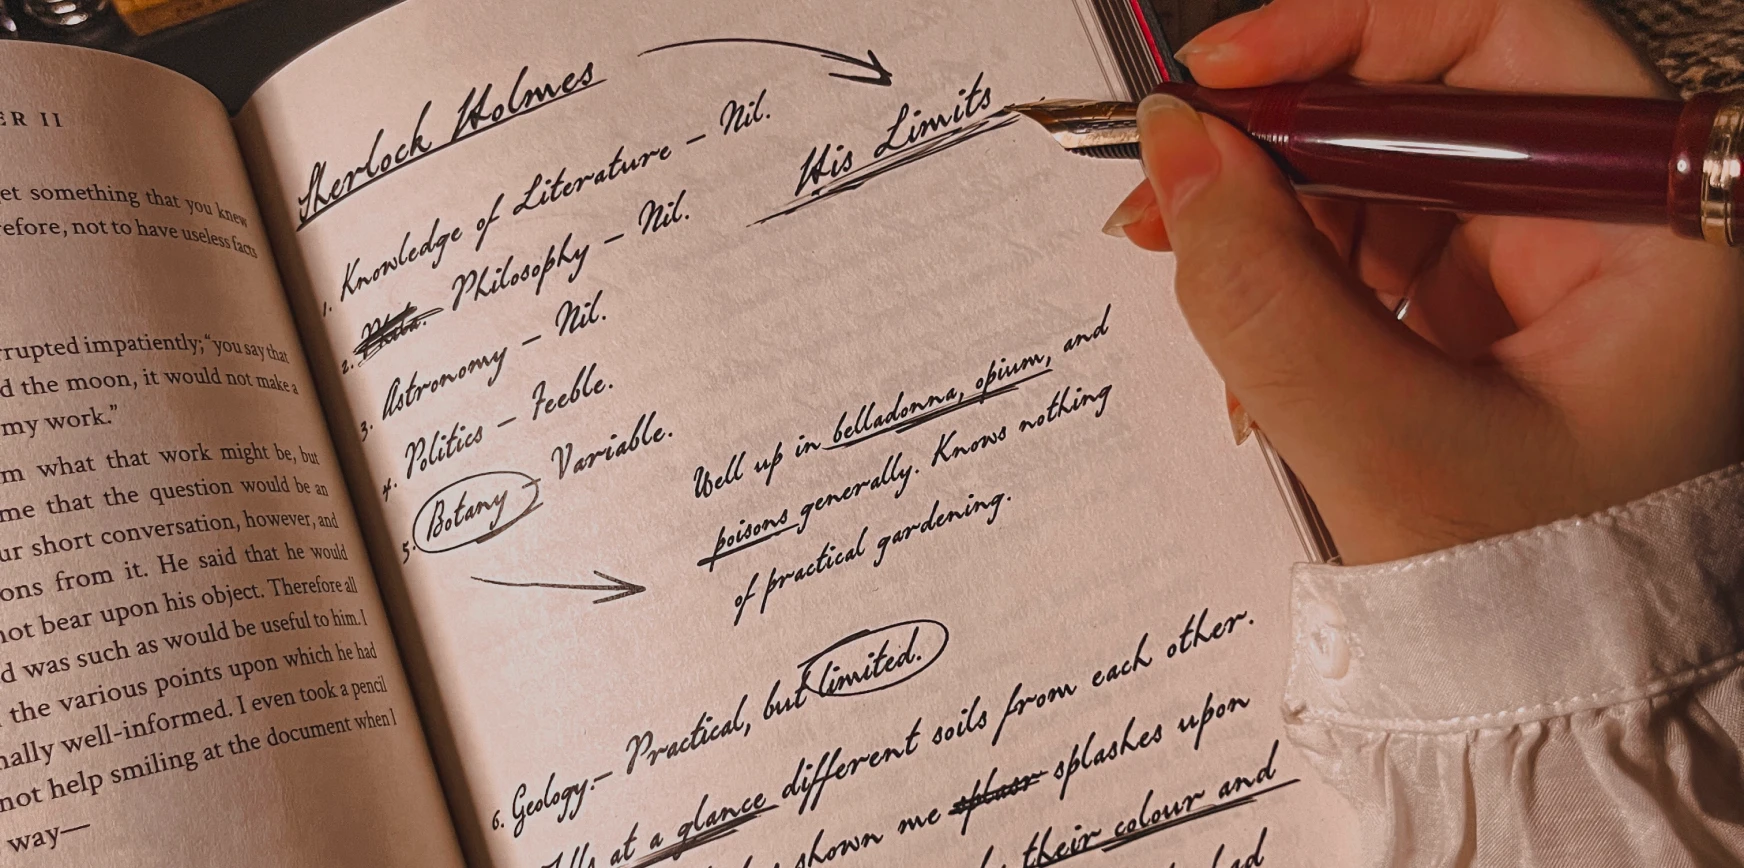 ER II
et something that you knew
refore, not to have useless facts
rrupted impatiently; “you say that
d the moon, it would not make a
my work.”
m what that work might be, but
me that the question would be an
ur short conversation, however, and
ons from it. He said that he would
not bear upon his object. Therefore all
d was such as would be useful to him. I
the various points upon which he had
nally well-informed. I even took a pencil
not help smiling at the document when I
way—
Sherlock Holmes
His Limits
1. Knowledge of Literature – Nil.
2. Philosophy – Nil.
3. Astronomy – Nil.
4. Politics – Feeble.
5. Botany – Variable.
Well up in belladonna, opium, and
poisons generally. Knows nothing
of practical gardening.
6. Geology. – Practical, but limited.
at a glance different soils from each other.
shown me splashes upon
their colour and